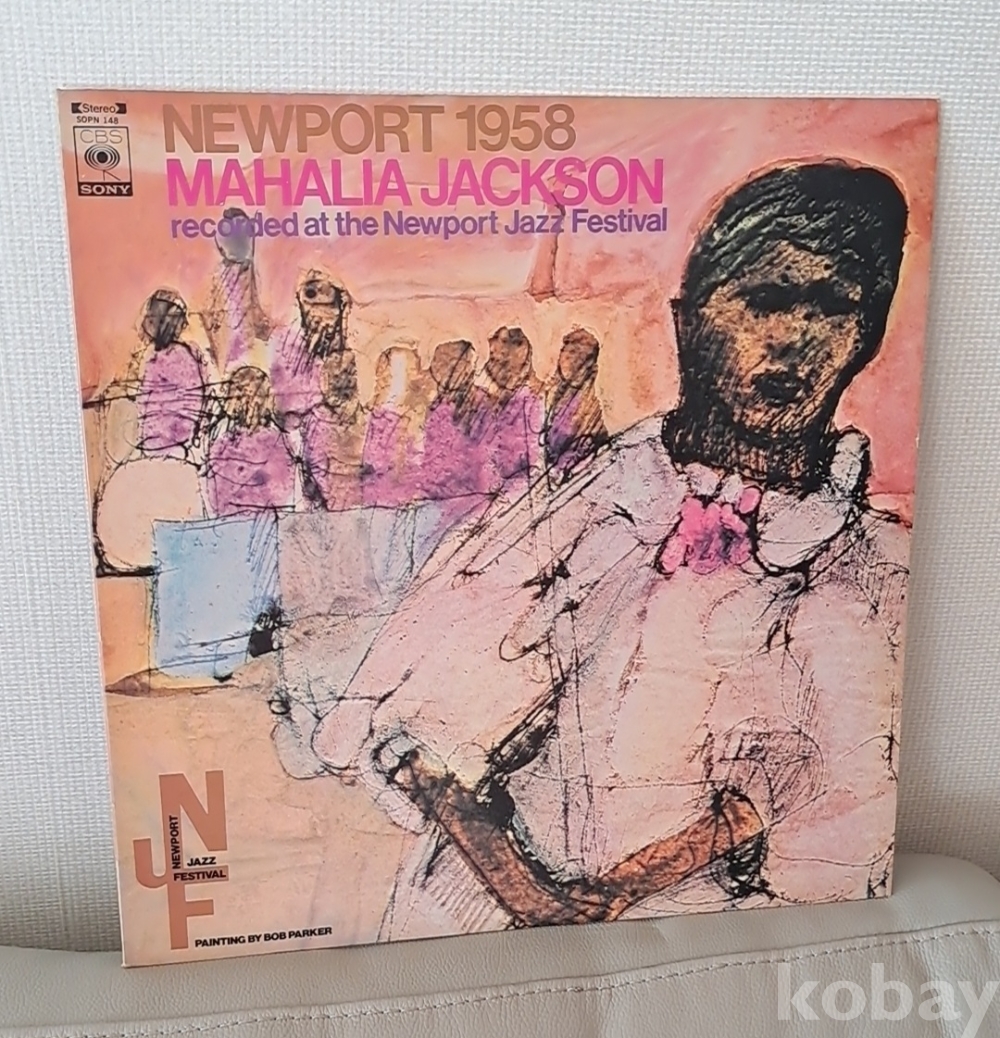 Stereo
SOPN 148
CBS
SONY
NEWPORT 1958
MAHALIA JACKSON
recorded at the Newport Jazz Festival
NJF
NEWPORT
JAZZ
FESTIVAL
PAINTING BY BOB PARKER
kobay